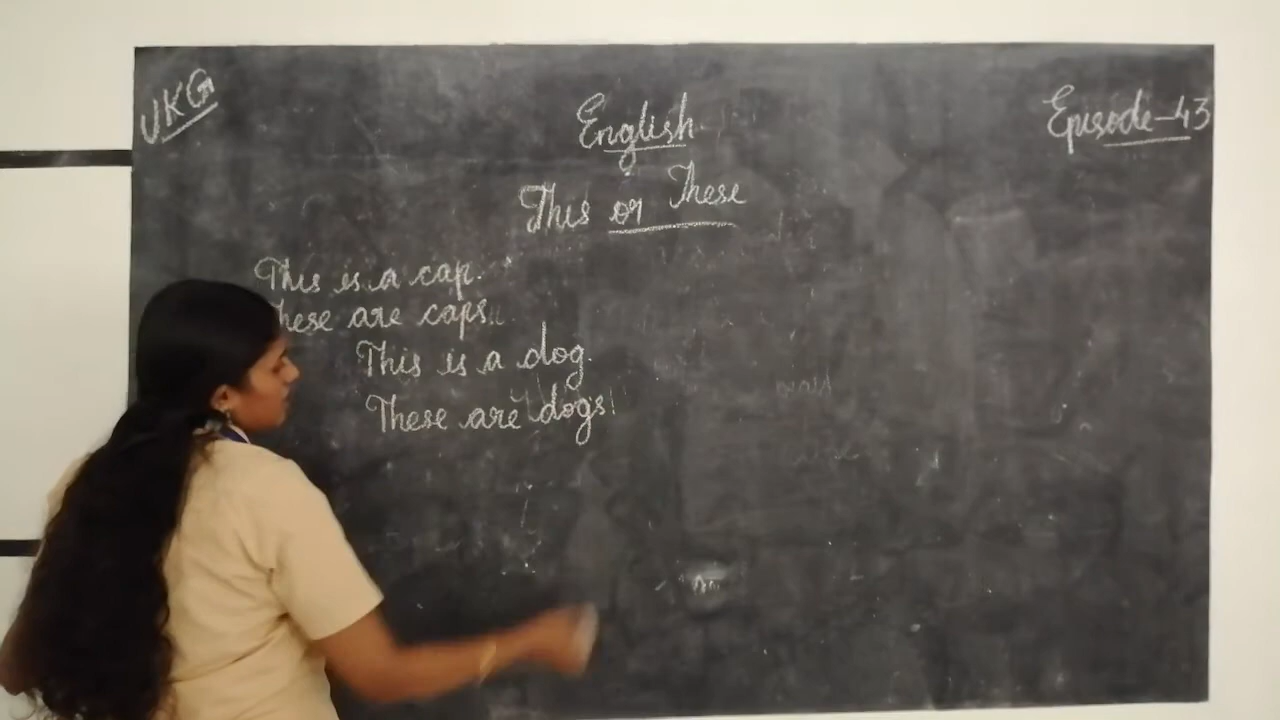 UKG
English
Episode-43
This or These
This is a cap.
These are caps.
This is a dog.
These are dogs.